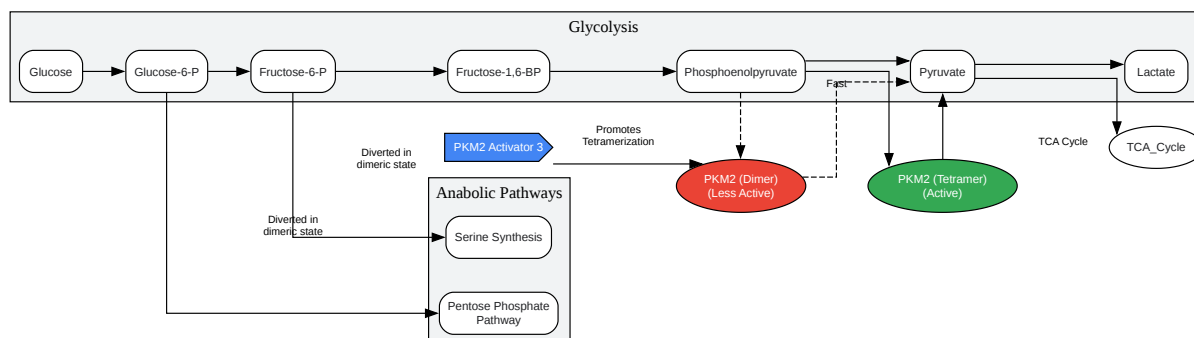 Glycolysis
Glucose
Glucose-6-P
Fructose-6-P
Fructose-1,6-BP
Phosphoenolpyruvate
Fast
Pyruvate
Lactate
PKM2 Activator 3
Promotes
Tetramerization
TCA Cycle
TCA_Cycle
Diverted in
dimeric state
PKM2 (Dimer)
(Less Active)
PKM2 (Tetramer)
(Active)
Anabolic Pathways
Diverted in
dimeric state
Serine Synthesis
Pentose Phosphate
Pathway